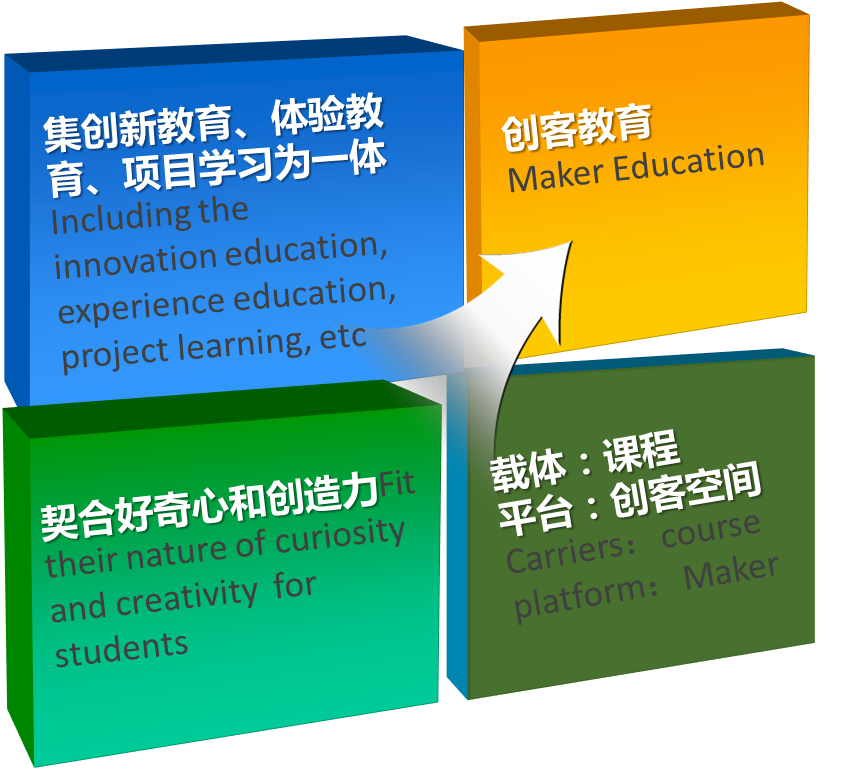 集创新教育、体验教
育、项目学习为一体
Including the
innovation education,
experience education,
project learning, etc
创客教育
Maker Education
契合好奇心和创造力Fit
their nature of curiosity
and creativity for
students
载体：课程
平台：创客空间
Carriers： course
platform： Maker